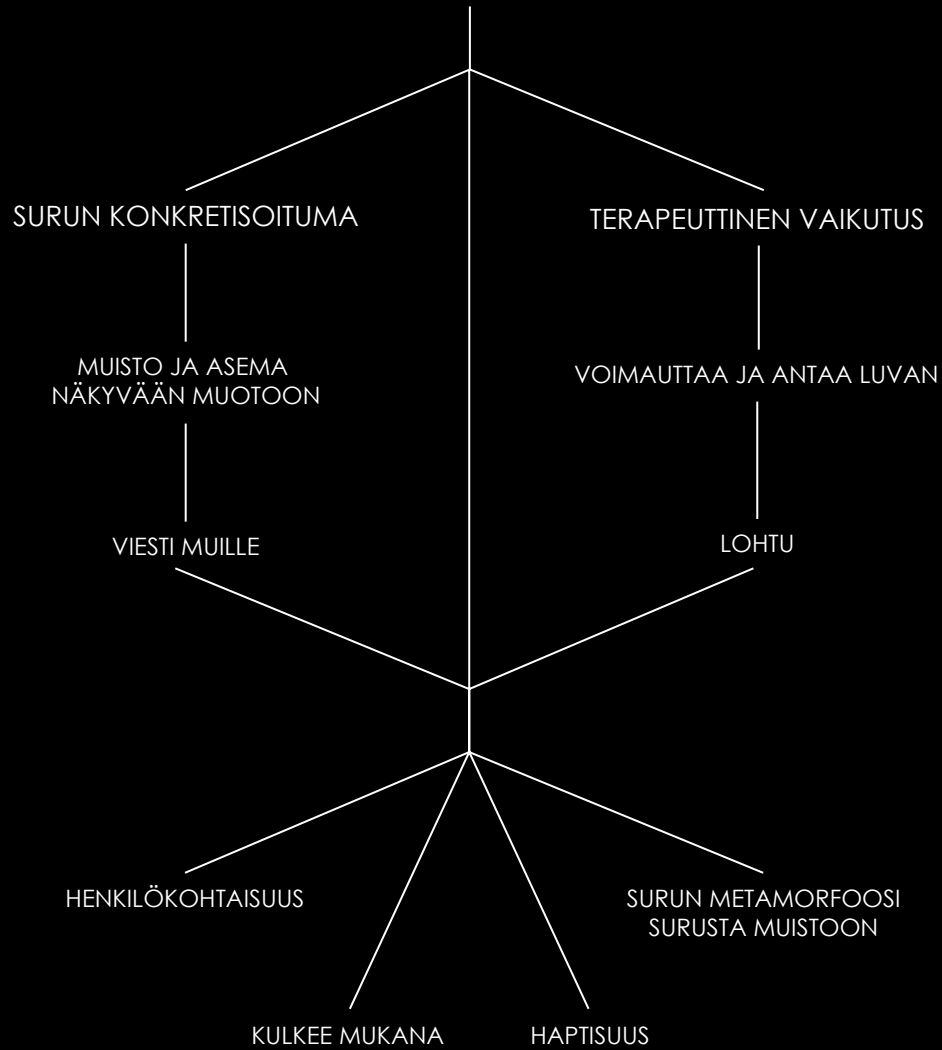 SURUN KONKRETISOITUMA
TERAPEUTTINEN VAIKUTUS
MUISTO JA ASEMA
NÄKYVÄÄN MUOTOON
VOIMAUTTAA JA ANTAA LUVAN
VIESTI MUILLE
LOHTU
HENKILÖKOHTAISUUS
SURUN METAMORFOOSI
SURUSTA MUISTOON
KULKEE MUKANA
HAPTISUUS